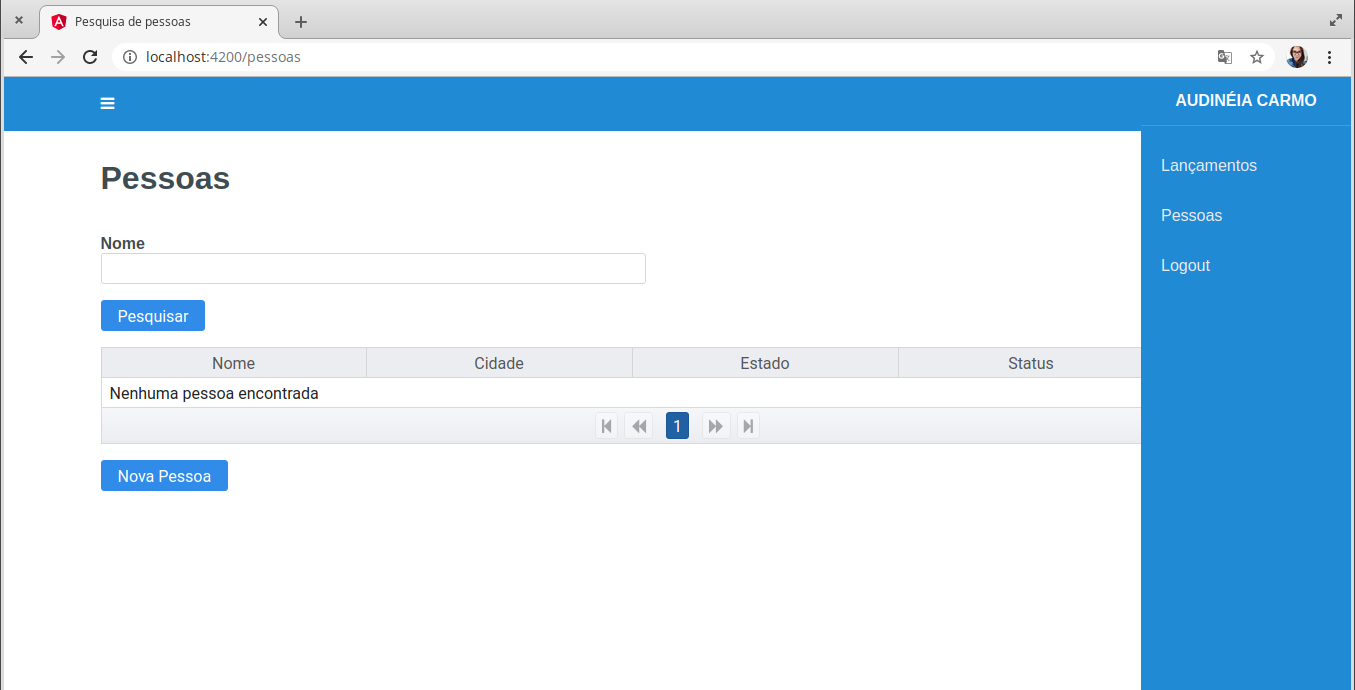 Pesquisa de pessoas
localhost:4200/pessoas
AUDINÉIA CARMO
Lançamentos
Pessoas
Logout
Pessoas
Nome
Pesquisar
Nome Cidade Estado Status
Nenhuma pessoa encontrada
1
Nova Pessoa